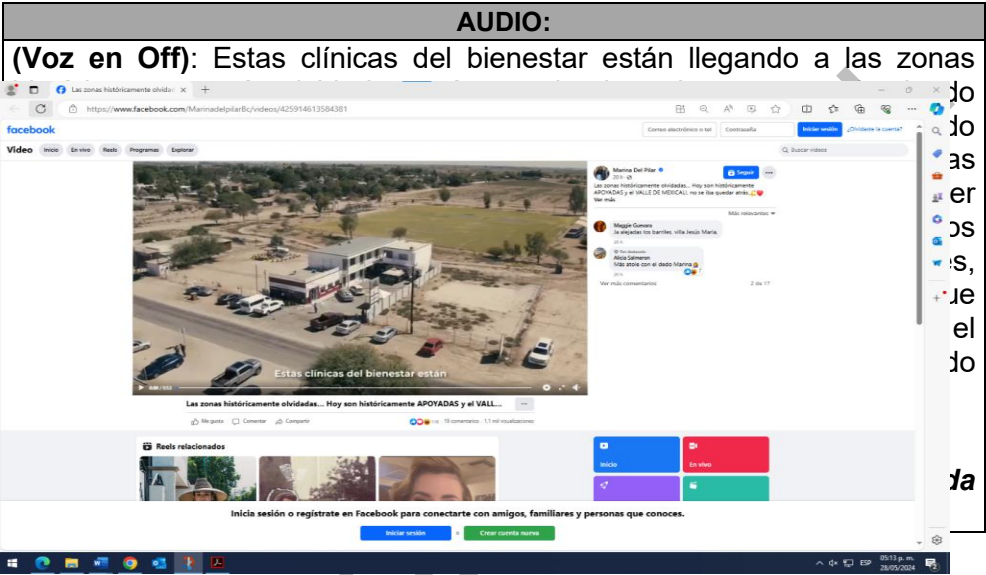 AUDIO:
(Voz en Off): Estas clínicas del bienestar están llegando a las zonas
do
Las zonas históricamente olvidac
https://www.facebook.com/MarinadelpilarBc/videos/425914613584381
do
facebook
Correo electrónico o tel
Contraseña
Iniciar sesión
¿Olvidaste la cuenta?
Video
Inicio
En vivo
Reels
Programas
Explorar
Buscar videos
as
Marina Del Pilar
20 h
Seguir
Las zonas históricamente olvidadas... Hoy son históricamente
APOYADAS y el VALLE DE MEXICALI, no se iba quedar atrás
Ver más
er
Más relevantes
os
Maggie Guevara
Ja alejadas los barriles. villa Jesús María.
20 h
Alicia Salmeron
Más atole con el dedo Marina
20 h
s,
Ver más comentarios
2 de 17
ue
el
do
Estas clínicas del bienestar están
Las zonas históricamente olvidadas... Hoy son históricamente APOYADAS y el VALL...
Me gusta
Comentar
Compartir
19 comentarios · 1.1 mil visualizaciones
Reels relacionados
Inicio
En vivo
da
Inicia sesión o regístrate en Facebook para conectarte con amigos, familiares y personas que conoces.
Iniciar sesión
o
Crear cuenta nueva
ESP
05:13 p. m.
28/05/2024